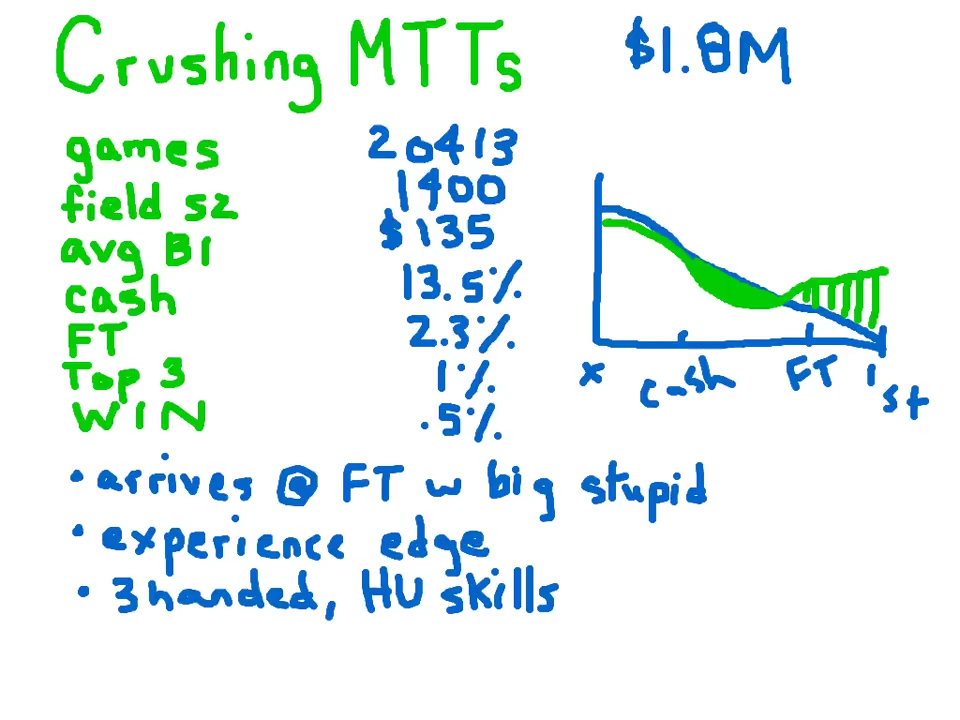 Crushing MTTs $1.8M
games 20413
field sz 1400
avg BI $135
cash 13.5%
FT 2.3%
Top 3 1%
WIN .5%
x cash FT 1st
• arrives @ FT w big stupid
• experience edge
• 3handed, HU skills